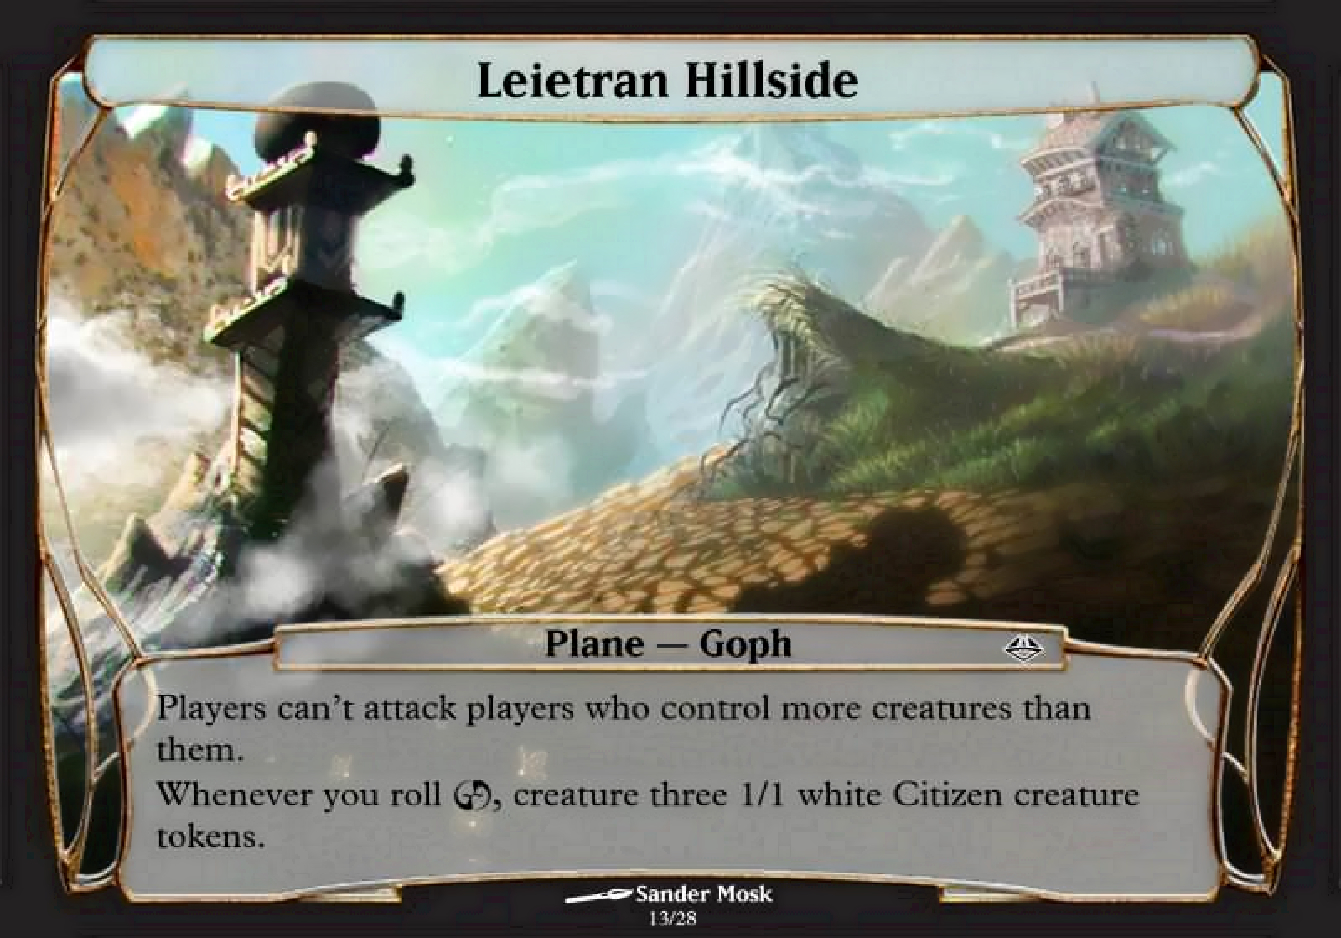 Leietran Hillside
Plane — Goph
Players can't attack players who control more creatures than
them.
Whenever you roll , creature three 1/1 white Citizen creature
tokens.
Sander Mosk
13/28